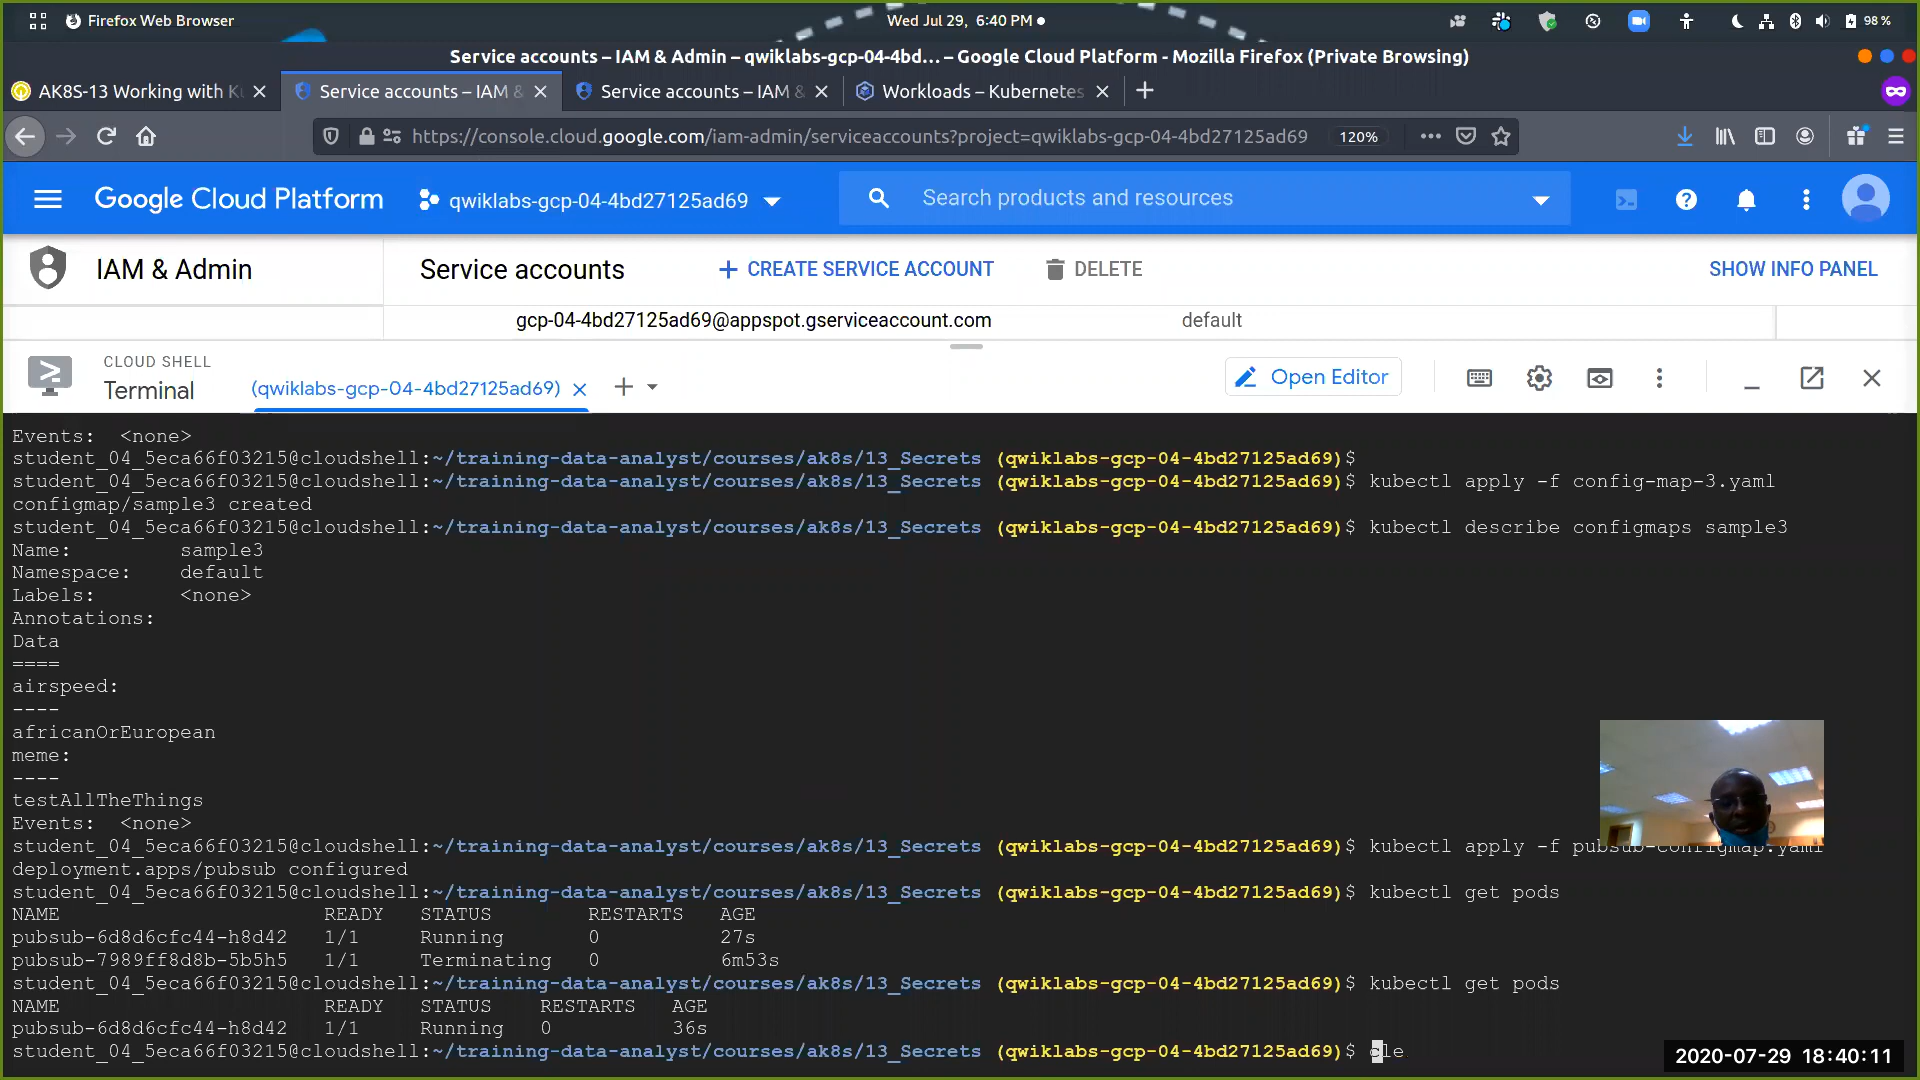 Firefox Web Browser
Wed Jul 29, 6:40 PM
98 %
Service accounts – IAM & Admin – qwiklabs-gcp-04-4bd... – Google Cloud Platform - Mozilla Firefox (Private Browsing)
AK8S-13 Working with Ku
Service accounts – IAM &
Service accounts – IAM &
Workloads – Kubernetes
https://console.cloud.google.com/iam-admin/serviceaccounts?project=qwiklabs-gcp-04-4bd27125ad69
120%
Google Cloud Platform
qwiklabs-gcp-04-4bd27125ad69
Search products and resources
IAM & Admin
Service accounts
CREATE SERVICE ACCOUNT
DELETE
SHOW INFO PANEL
gcp-04-4bd27125ad69@appspot.gserviceaccount.com
default
CLOUD SHELL
Terminal
(qwiklabs-gcp-04-4bd27125ad69)
Open Editor
Events: <none>
student_04_5eca66f03215@cloudshell:~/training-data-analyst/courses/ak8s/13_Secrets (qwiklabs-gcp-04-4bd27125ad69)$
student_04_5eca66f03215@cloudshell:~/training-data-analyst/courses/ak8s/13_Secrets (qwiklabs-gcp-04-4bd27125ad69)$ kubectl apply -f config-map-3.yaml
configmap/sample3 created
student_04_5eca66f03215@cloudshell:~/training-data-analyst/courses/ak8s/13_Secrets (qwiklabs-gcp-04-4bd27125ad69)$ kubectl describe configmaps sample3
Name: sample3
Namespace: default
Labels: <none>
Annotations:
Data
====
airspeed:
----
africanOrEuropean
meme:
----
testAllTheThings
Events: <none>
student_04_5eca66f03215@cloudshell:~/training-data-analyst/courses/ak8s/13_Secrets (qwiklabs-gcp-04-4bd27125ad69)$ kubectl apply -f pubsub-configmap.yaml
deployment.apps/pubsub configured
student_04_5eca66f03215@cloudshell:~/training-data-analyst/courses/ak8s/13_Secrets (qwiklabs-gcp-04-4bd27125ad69)$ kubectl get pods
NAME READY STATUS RESTARTS AGE
pubsub-6d8d6cfc44-h8d42 1/1 Running 0 27s
pubsub-7989ff8d8b-5b5h5 1/1 Terminating 0 6m53s
student_04_5eca66f03215@cloudshell:~/training-data-analyst/courses/ak8s/13_Secrets (qwiklabs-gcp-04-4bd27125ad69)$ kubectl get pods
NAME READY STATUS RESTARTS AGE
pubsub-6d8d6cfc44-h8d42 1/1 Running 0 36s
student_04_5eca66f03215@cloudshell:~/training-data-analyst/courses/ak8s/13_Secrets (qwiklabs-gcp-04-4bd27125ad69)$ cle
2020-07-29 18:40:11